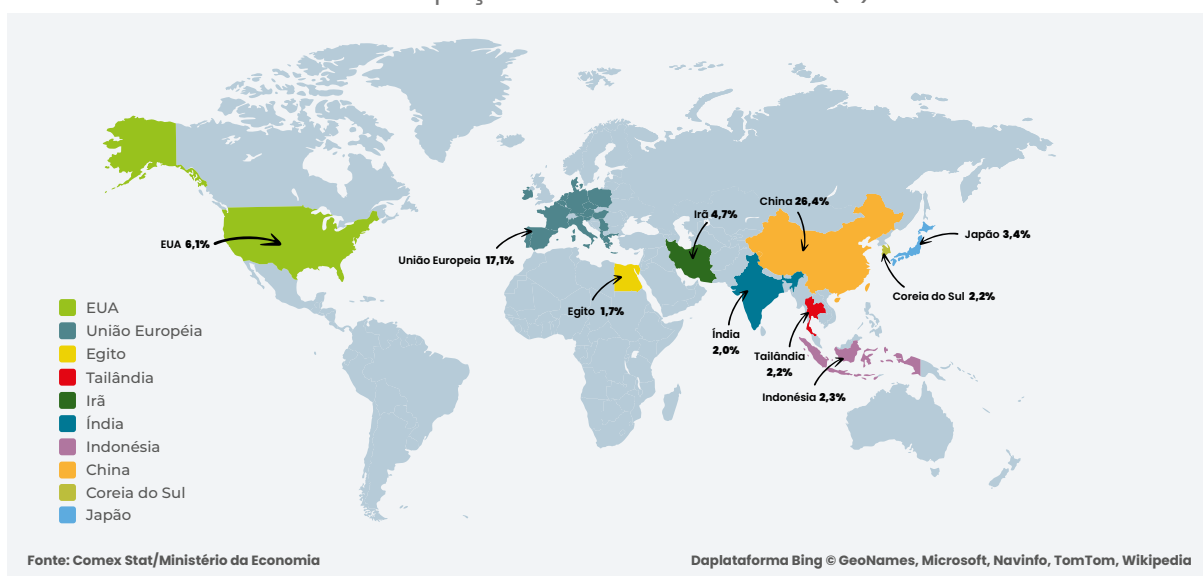 China 26,4%
Irã 4,7%
Japão 3,4%
EUA 6,1%
União Europeia 17,1%
Coreia do Sul 2,2%
Egito 1,7%
Índia
2,0%
Tailândia
2,2%
Indonésia 2,3%
EUA
União Européia
Egito
Tailândia
Irã
Índia
Indonésia
China
Coreia do Sul
Japão
Fonte: Comex Stat/Ministério da Economia
Daplataforma Bing © GeoNames, Microsoft, Navinfo, TomTom, Wikipedia